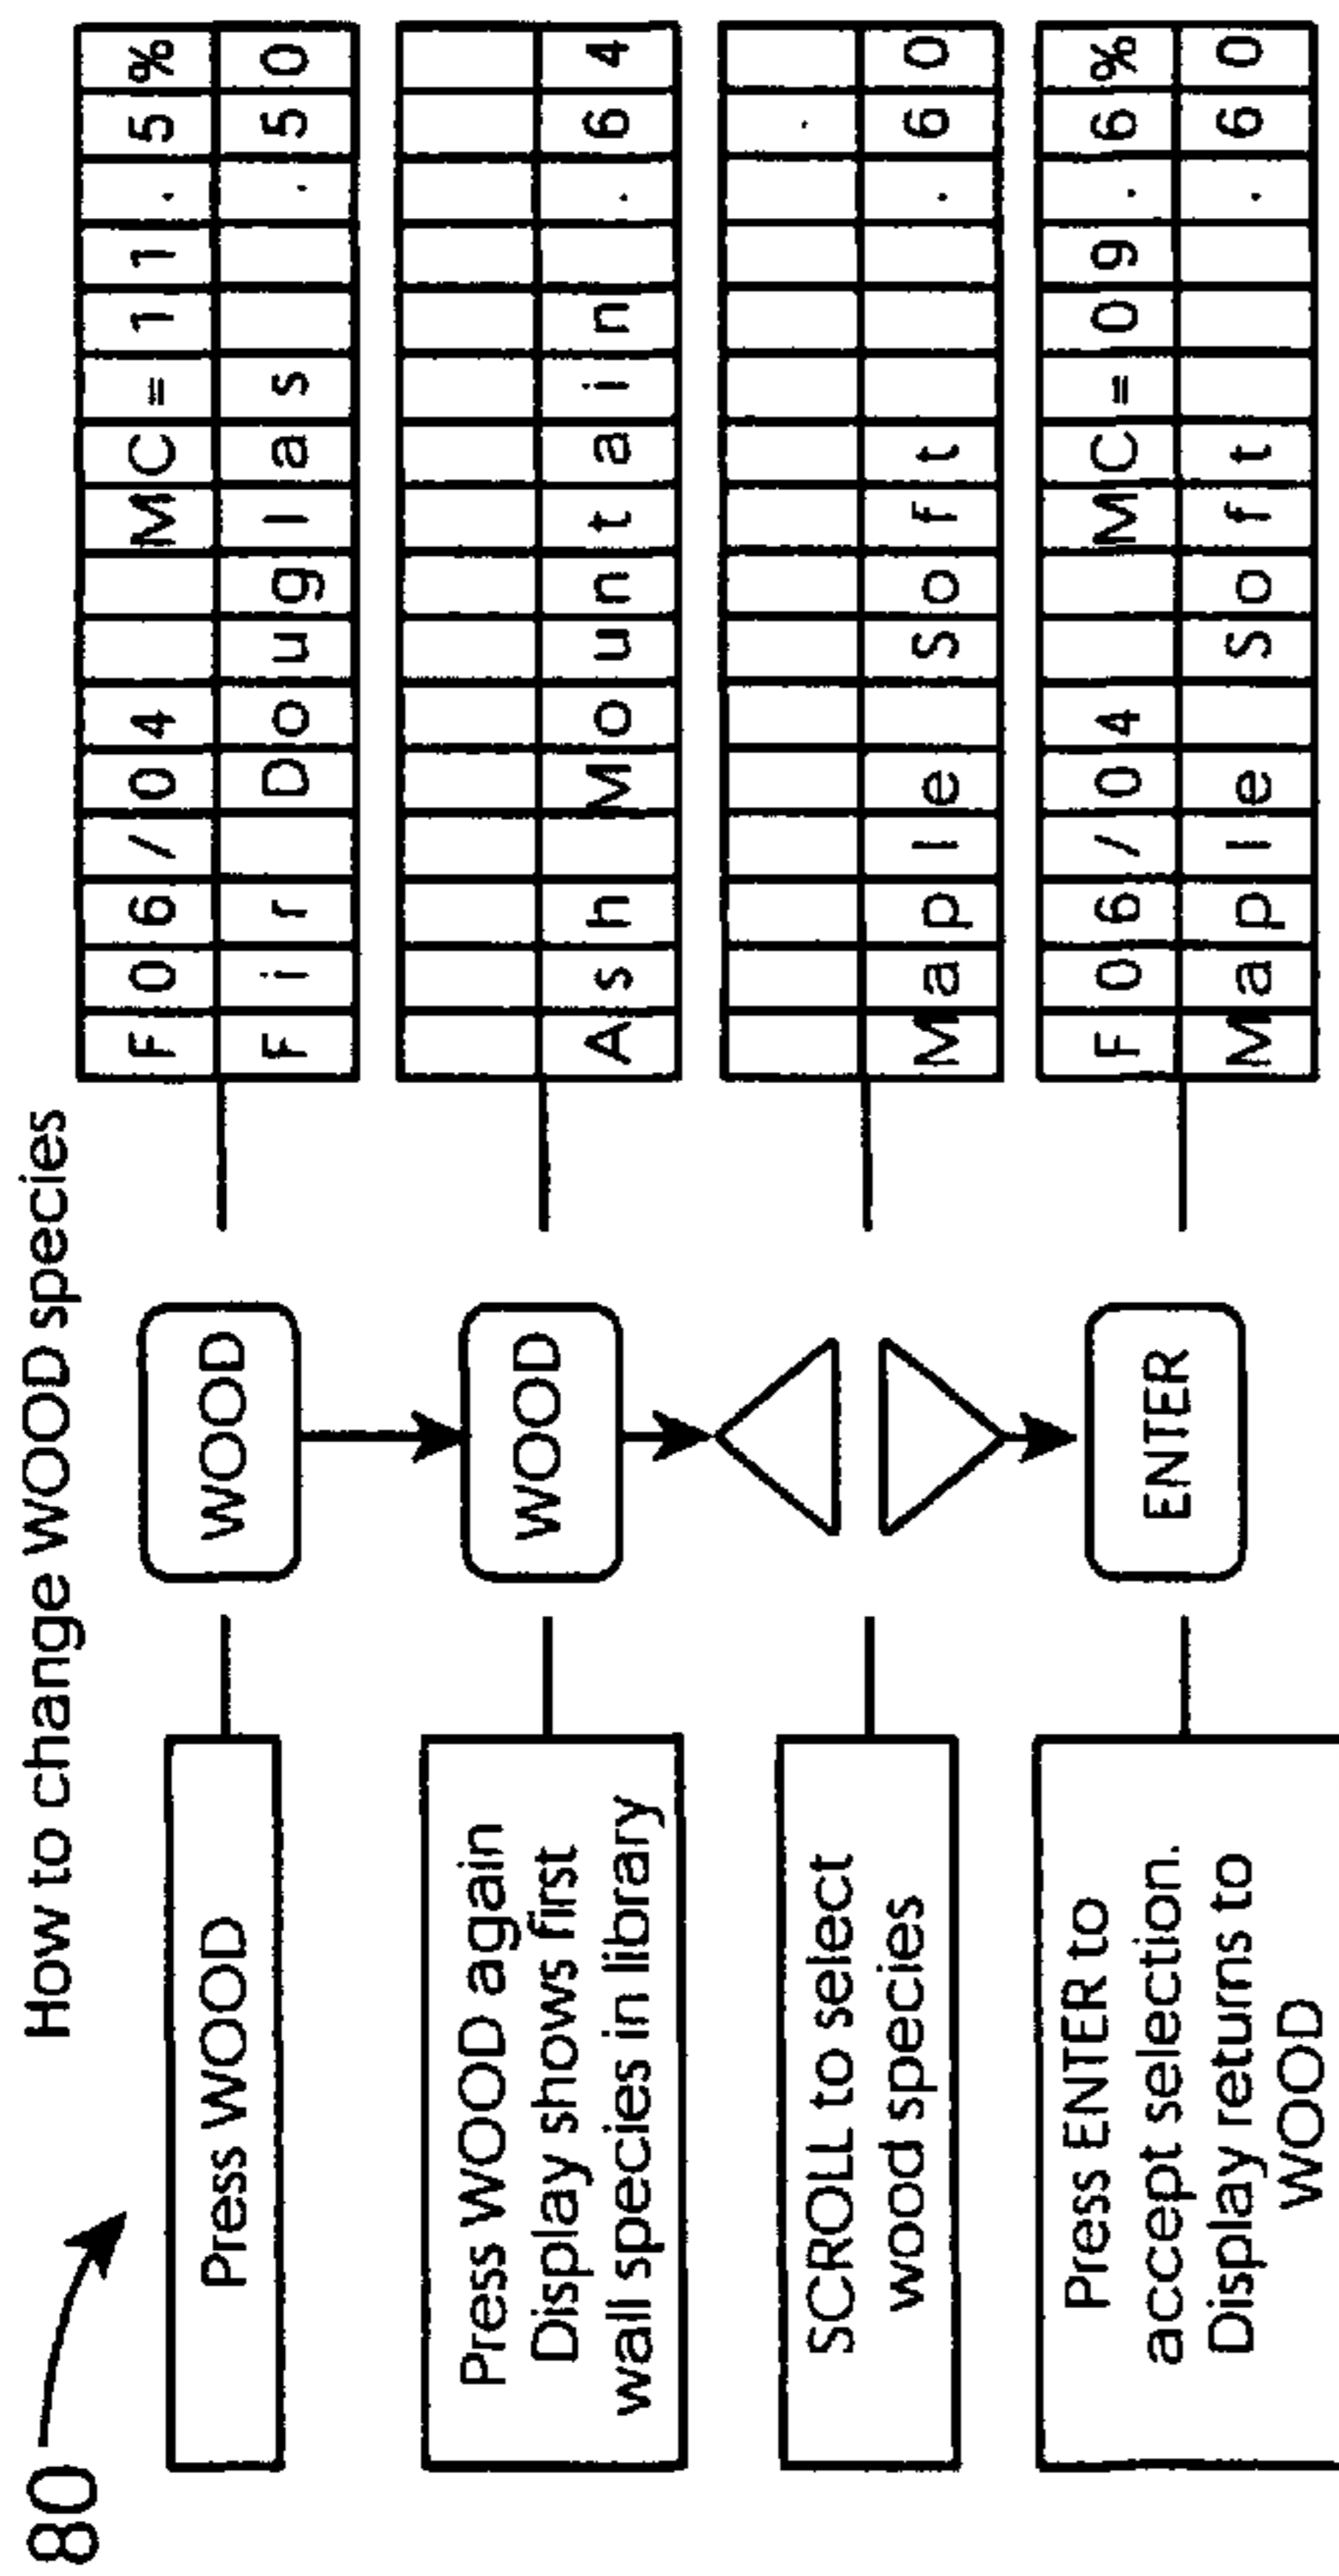 80
How to change WOOD species
Press WOOD
WOOD
F06/04 MC=11.5%
Fir Douglas .50
Press WOOD again
Display shows first
wall species in library
WOOD
Ash Mountain .64
SCROLL to select
wood species
Maple Soft .60
Press ENTER to
accept selection.
Display returns to
WOOD
ENTER
F06/04 MC=09.6%
Maple Soft .60